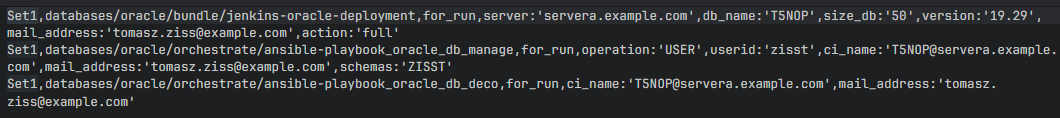 Set1,databases/oracle/bundle/jenkins-oracle-deployment,for_run,server:'servera.example.com',db_name:'T5NOP',size_db:'50',version:'19.29',
mail_address:'tomasz.ziss@example.com',action:'full'
Set1,databases/oracle/orchestrate/ansible-playbook_oracle_db_manage,for_run,operation:'USER',userid:'zisst',ci_name:'T5NOP@servera.example.
com',mail_address:'tomasz.ziss@example.com',schemas:'ZISST'
Set1,databases/oracle/orchestrate/ansible-playbook_oracle_db_deco,for_run,ci_name:'T5NOP@servera.example.com',mail_address:'tomasz.
ziss@example.com'